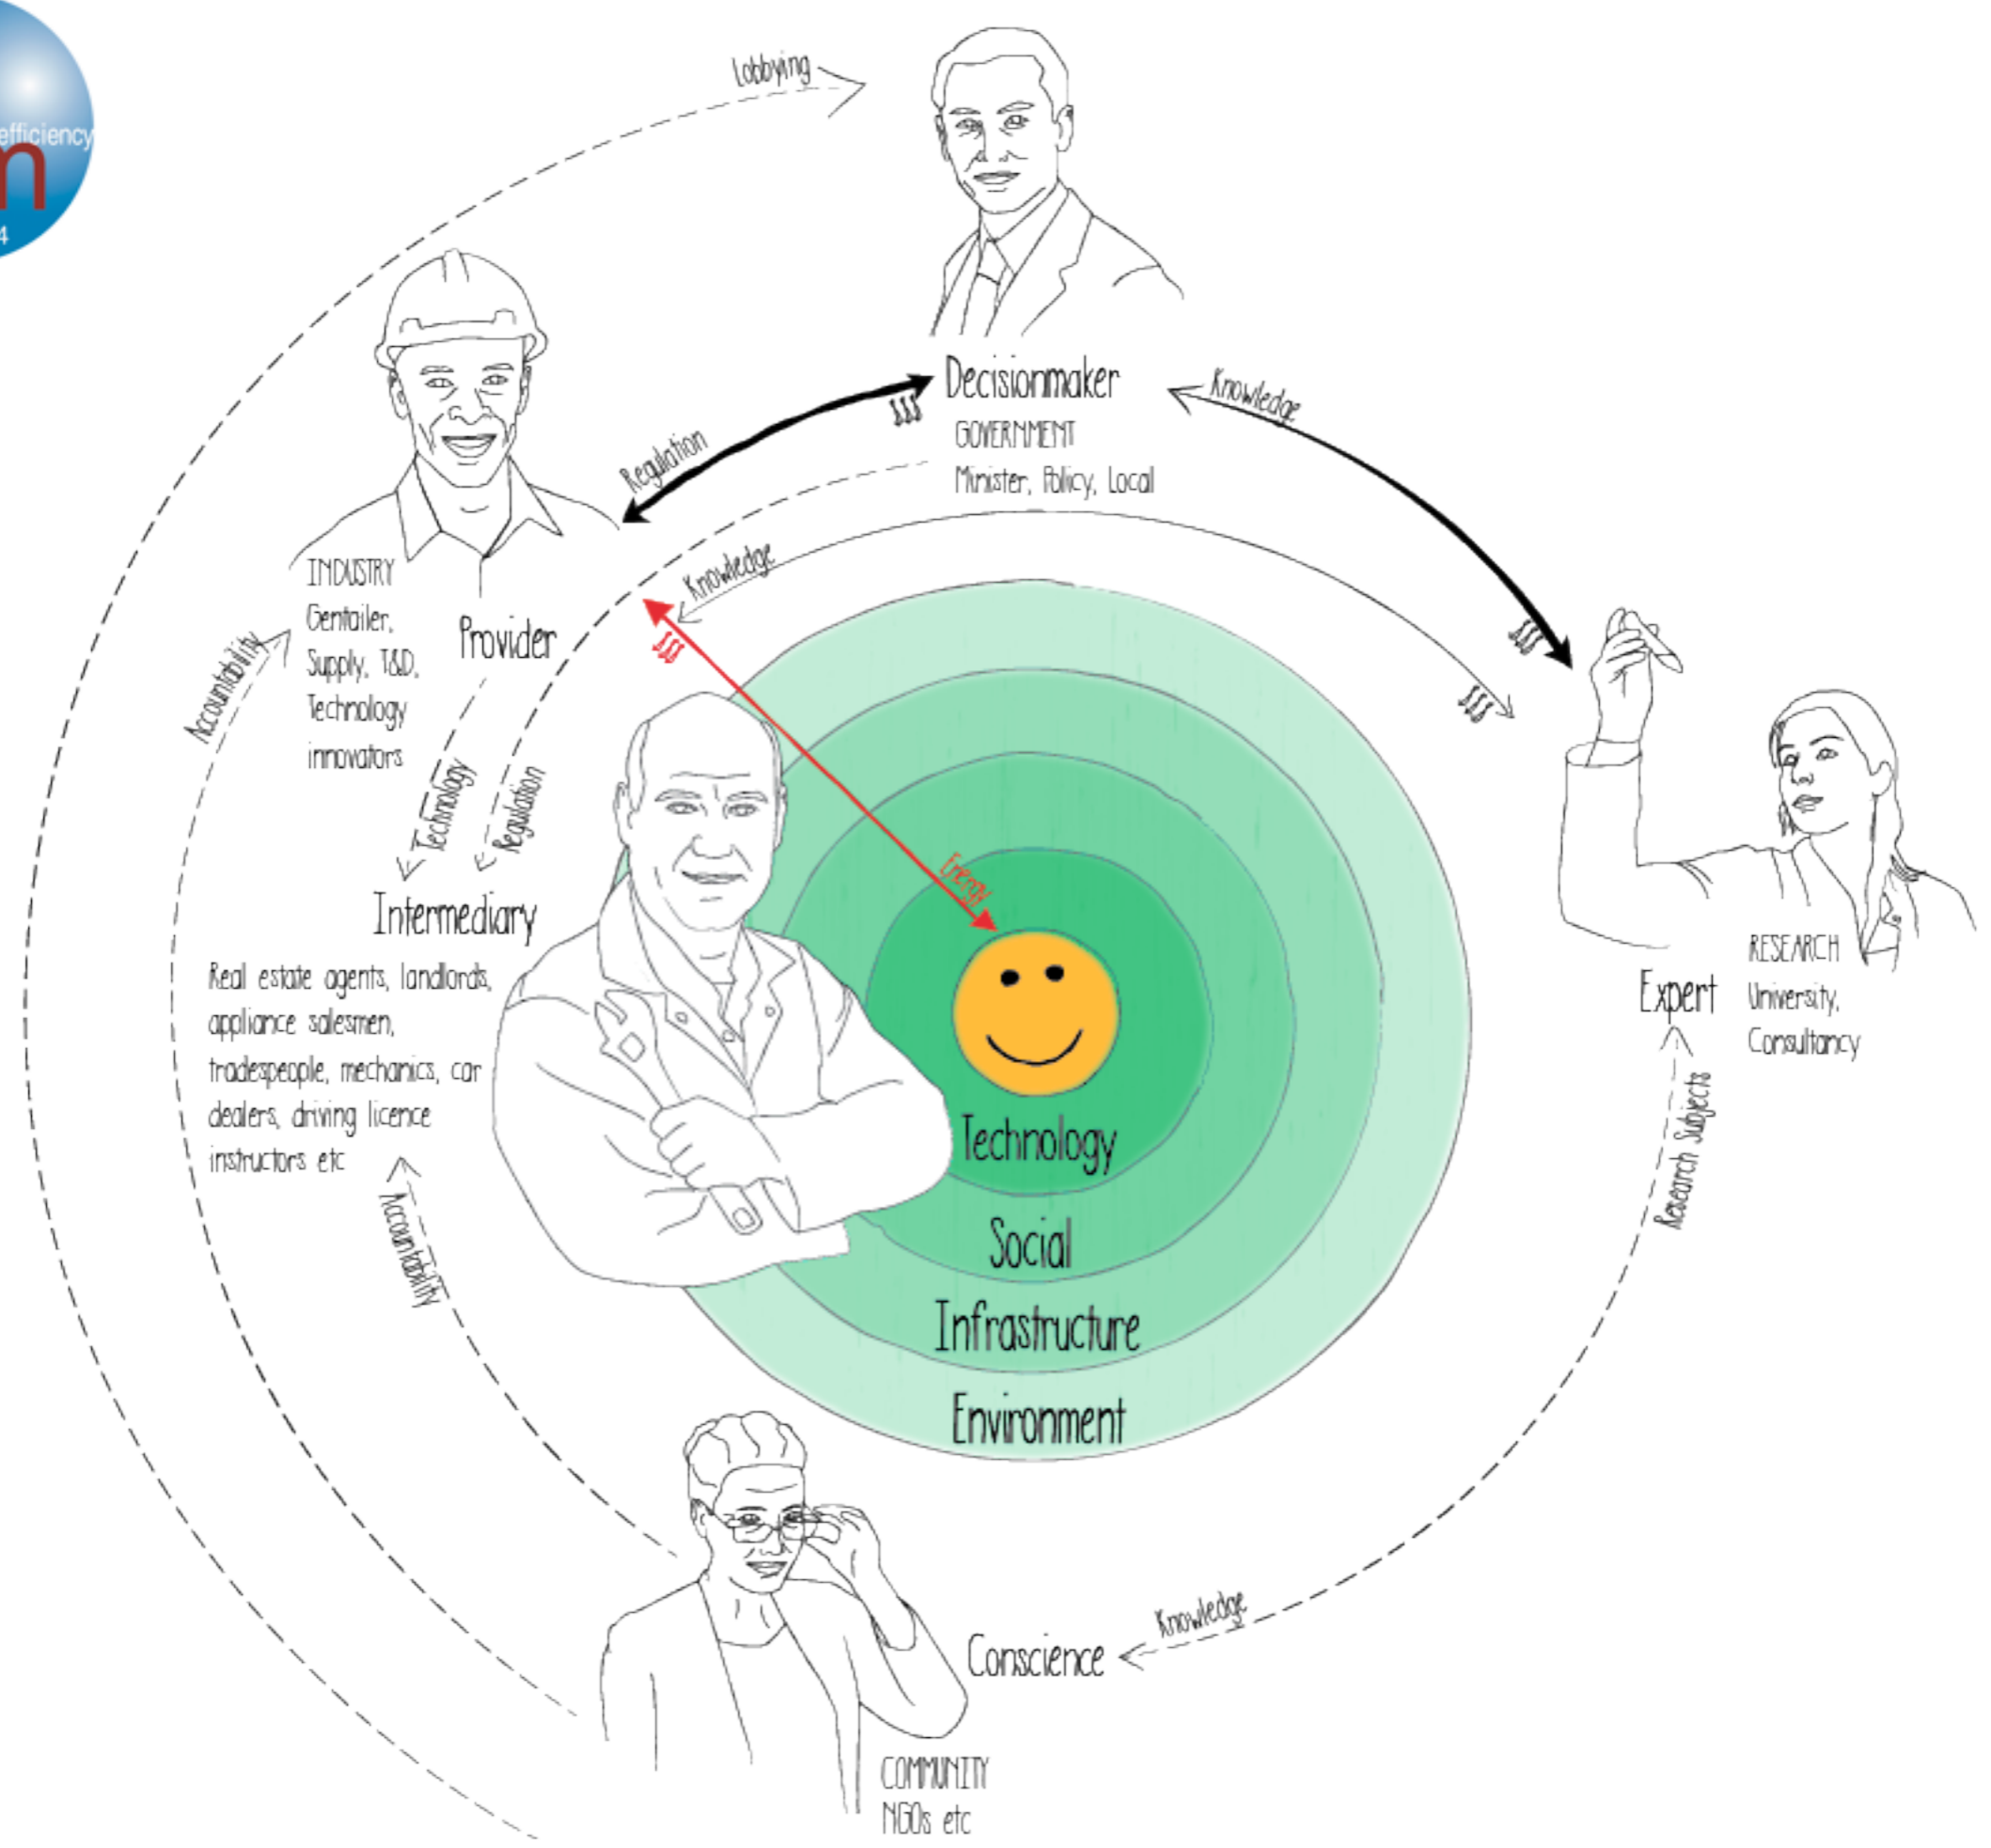 efficiency
n
4
Lobbying
Decisionmaker
GOVERNMENT
Minister, Policy, Local
Regulation
$$$
Knowledge
$$$
INDUSTRY
Gentailer,
Supply, T&D,
Technology
innovators
Provider
Accountability
Technology
Regulation
Knowledge
$$$
$$$
Energy
Intermediary
Real estate agents, landlords,
appliance salesmen,
tradespeople, mechanics, car
dealers, driving licence
instructors etc
Accountability
Technology
Social
Infrastructure
Environment
Expert
RESEARCH
University,
Consultancy
Research Subjects
Knowledge
Conscience
COMMUNITY
NGOs etc